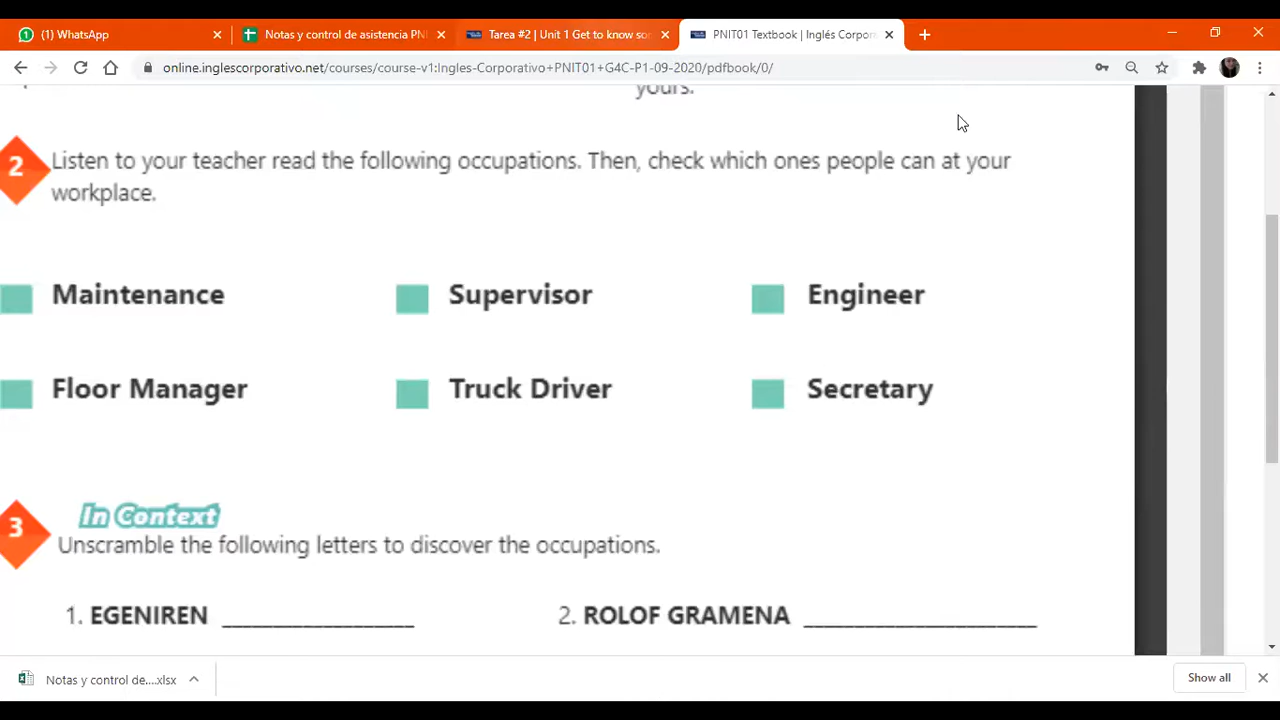 (1) WhatsApp
Notas y control de asistencia PNI
Tarea #2 | Unit 1 Get to know so
PNIT01 Textbook | Inglés Corpor
online.inglescorporativo.net/courses/course-v1:Ingles-Corporativo+PNIT01+G4C-P1-09-2020/pdfbook/0/
yours.
2
Listen to your teacher read the following occupations. Then, check which ones people can at your
workplace.
Maintenance
Supervisor
Engineer
Floor Manager
Truck Driver
Secretary
3
In Context
Unscramble the following letters to discover the occupations.
1. EGENIREN __________________
2. ROLOF GRAMENA ______________________
Notas y control de....xlsx
Show all